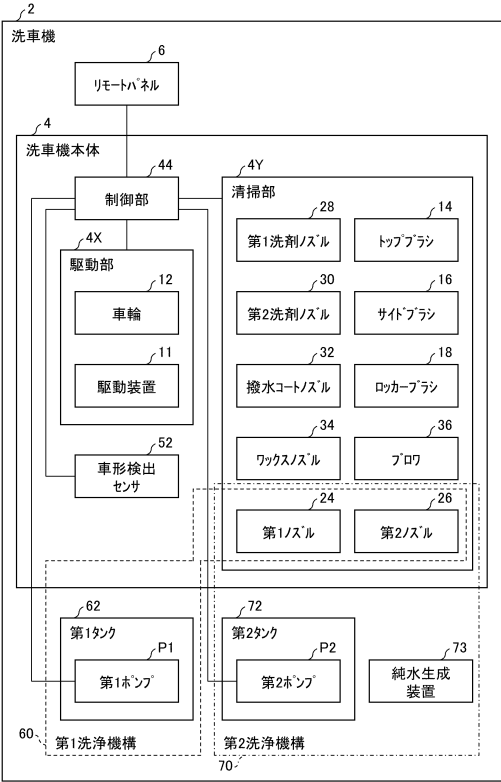 2
洗車機
6
リモートパネル
4
洗車機本体
44
制御部
4Y
清掃部
4X
駆動部
28
第1洗剤ノズル
14
トップブラシ
12
車輪
30
第2洗剤ノズル
16
サイドブラシ
11
駆動装置
32
撥水コートノズル
18
ロッカーブラシ
52
車形検出
センサ
34
ワックスノズル
36
ブロワ
24
第1ノズル
26
第2ノズル
62
第1タンク
P1
第1ポンプ
72
第2タンク
P2
第2ポンプ
73
純水生成
装置
60
第1洗浄機構
第2洗浄機構
70